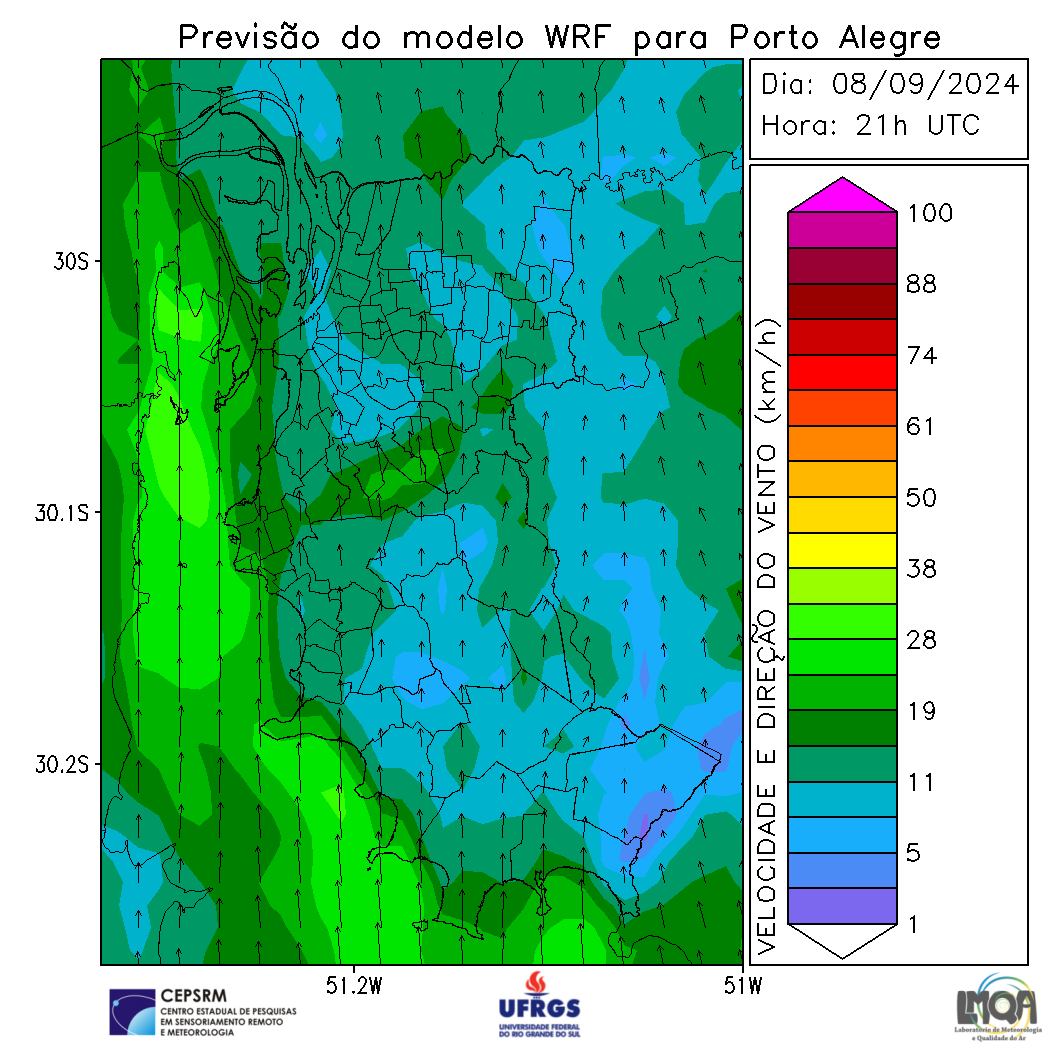 Previsão do modelo WRF para Porto Alegre
Dia: 08/09/2024
Hora: 21h UTC
30S
30.1S
30.2S
51.2W
51W
VELOCIDADE E DIREÇÃO DO VENTO (km/h)
100
88
74
61
50
38
28
19
11
5
1
CEPSRM
CENTRO ESTADUAL DE PESQUISAS
EM SENSORIAMENTO REMOTO
E METEOROLOGIA
UFRGS
UNIVERSIDADE FEDERAL
DO RIO GRANDE DO SUL
LMQA
Laboratório de Meteorologia
e Qualidade do Ar